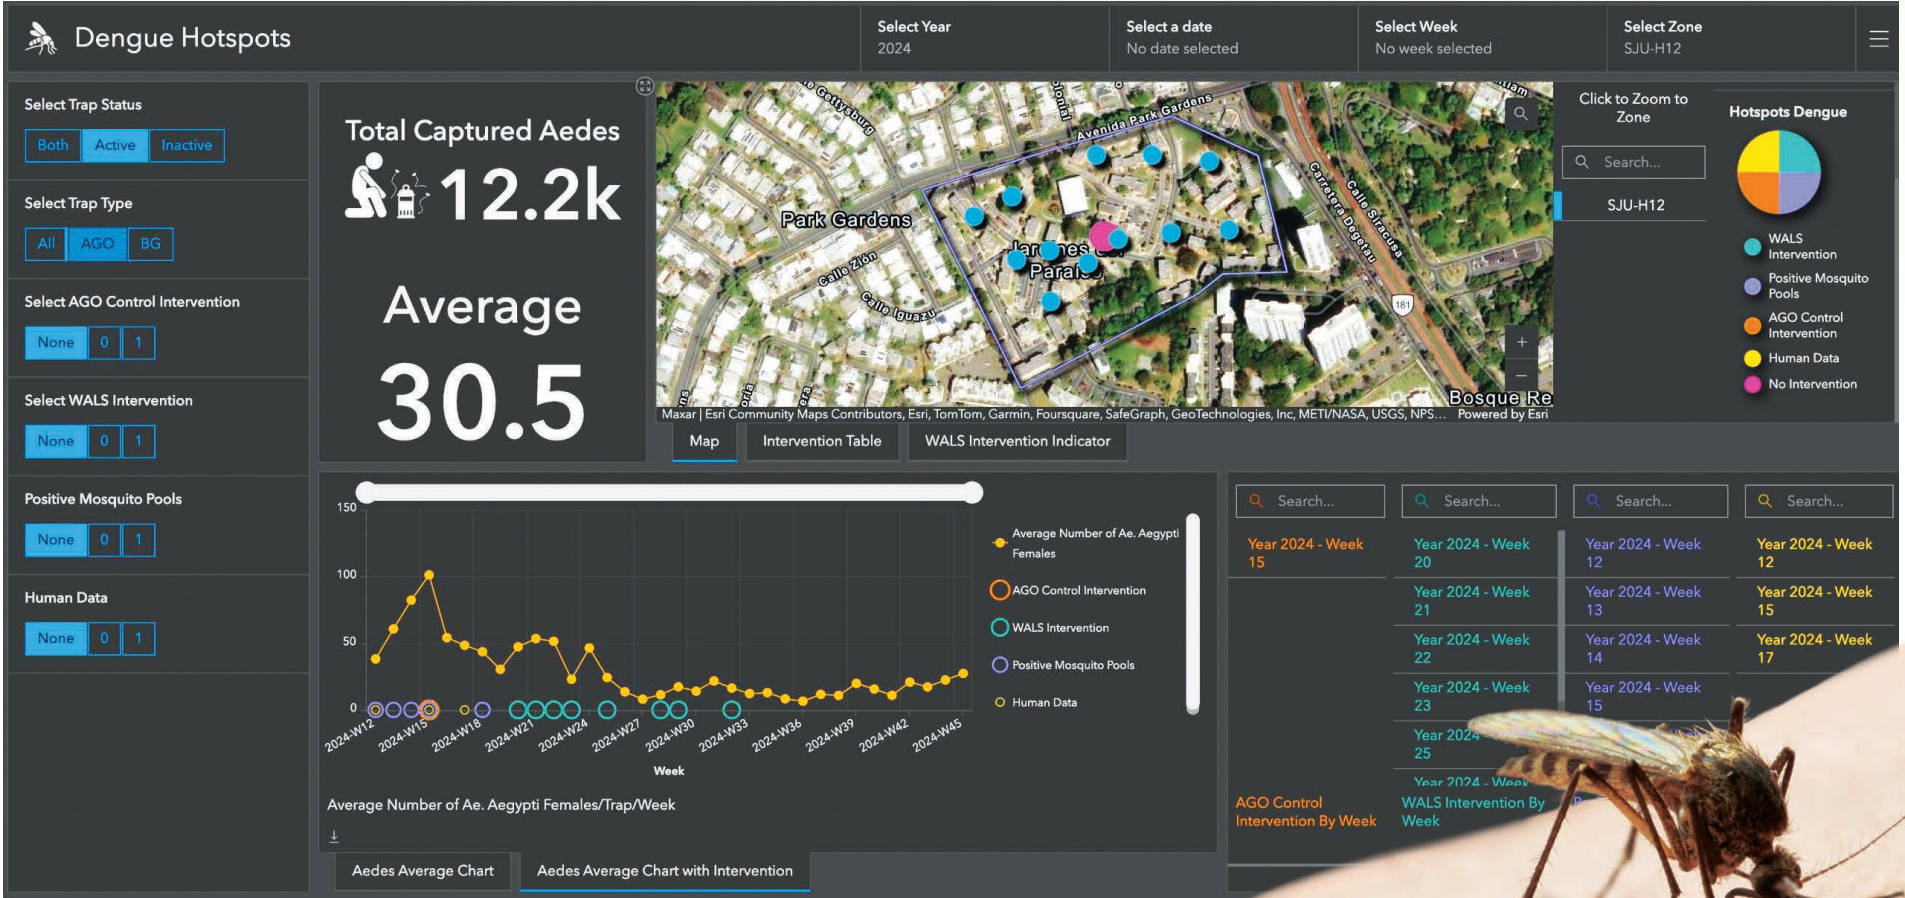 Dengue Hotspots
Select Year
2024
Select a date
No date selected
Select Week
No week selected
Select Zone
SJU-H12
Select Trap Status
Both
Active
Inactive
Select Trap Type
All
AGO
BG
Select AGO Control Intervention
None
0
1
Select WALS Intervention
None
0
1
Positive Mosquito Pools
None
0
1
Human Data
None
0
1
Total Captured Aedes
12.2k
Average
30.5
Gettysburg
Avenida Park Gardens
Park Gardens
Calle Zión
Calle Iguazu
Paraíso
Carretera Degetau
Calle Siracusa
181
Bosque Re
Maxar | Esri Community Maps Contributors, Esri, TomTom, Garmin, Foursquare, SafeGraph, GeoTechnologies, Inc, METI/NASA, USGS, NPS...
Powered by Esri
Map
Intervention Table
WALS Intervention Indicator
Click to Zoom to
Zone
Search...
SJU-H12
Hotspots Dengue
WALS
Intervention
Positive Mosquito
Pools
AGO Control
Intervention
Human Data
No Intervention
150
100
50
0
2024-W12
2024-W15
2024-W18
2024-W21
2024-W24
2024-W27
2024-W30
2024-W33
2024-W36
2024-W39
2024-W42
2024-W45
Week
Average Number of Ae. Aegypti
Females
AGO Control Intervention
WALS Intervention
Positive Mosquito Pools
Human Data
Average Number of Ae. Aegypti Females/Trap/Week
Aedes Average Chart
Aedes Average Chart with Intervention
Search...
Year 2024 - Week
15
AGO Control
Intervention By Week
Search...
Year 2024 - Week
20
Year 2024 - Week
21
Year 2024 - Week
22
Year 2024 - Week
23
Year 2024
25
Year 2024 - Week
WALS Intervention By
Week
Search...
Year 2024 - Week
12
Year 2024 - Week
13
Year 2024 - Week
14
Year 2024 - Week
15
Search...
Year 2024 - Week
12
Year 2024 - Week
15
Year 2024 - Week
17